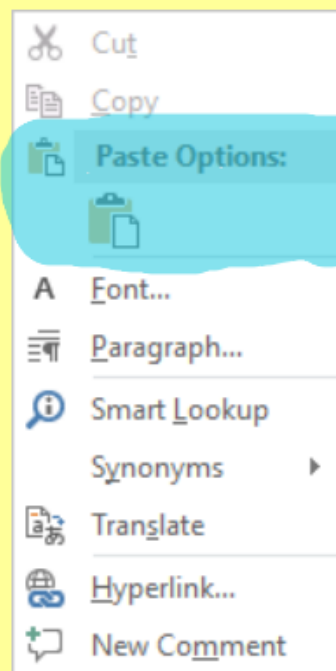 Cut
Copy
Paste Options:
Font...
Paragraph...
Smart Lookup
Synonyms
Translate
Hyperlink...
New Comment